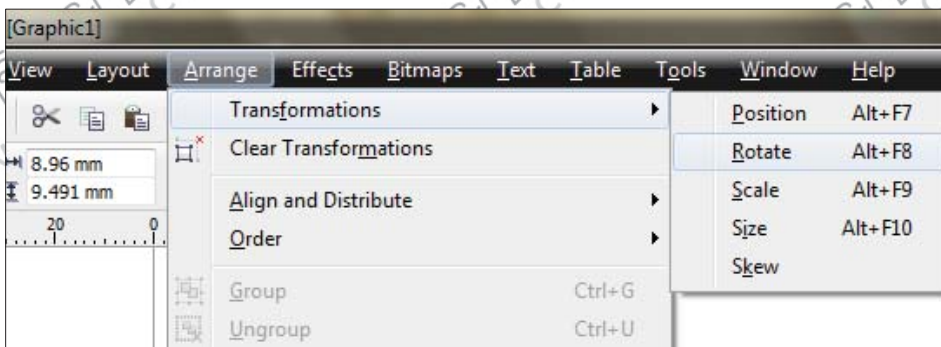 [Graphic1]
View Layout Arrange Effects Bitmaps Text Table Tools Window Help
Transformations
Clear Transformations
Align and Distribute
Order
Group Ctrl+G
Ungroup Ctrl+U
Position Alt+F7
Rotate Alt+F8
Scale Alt+F9
Size Alt+F10
Skew
8.96 mm
9.491 mm
20 0